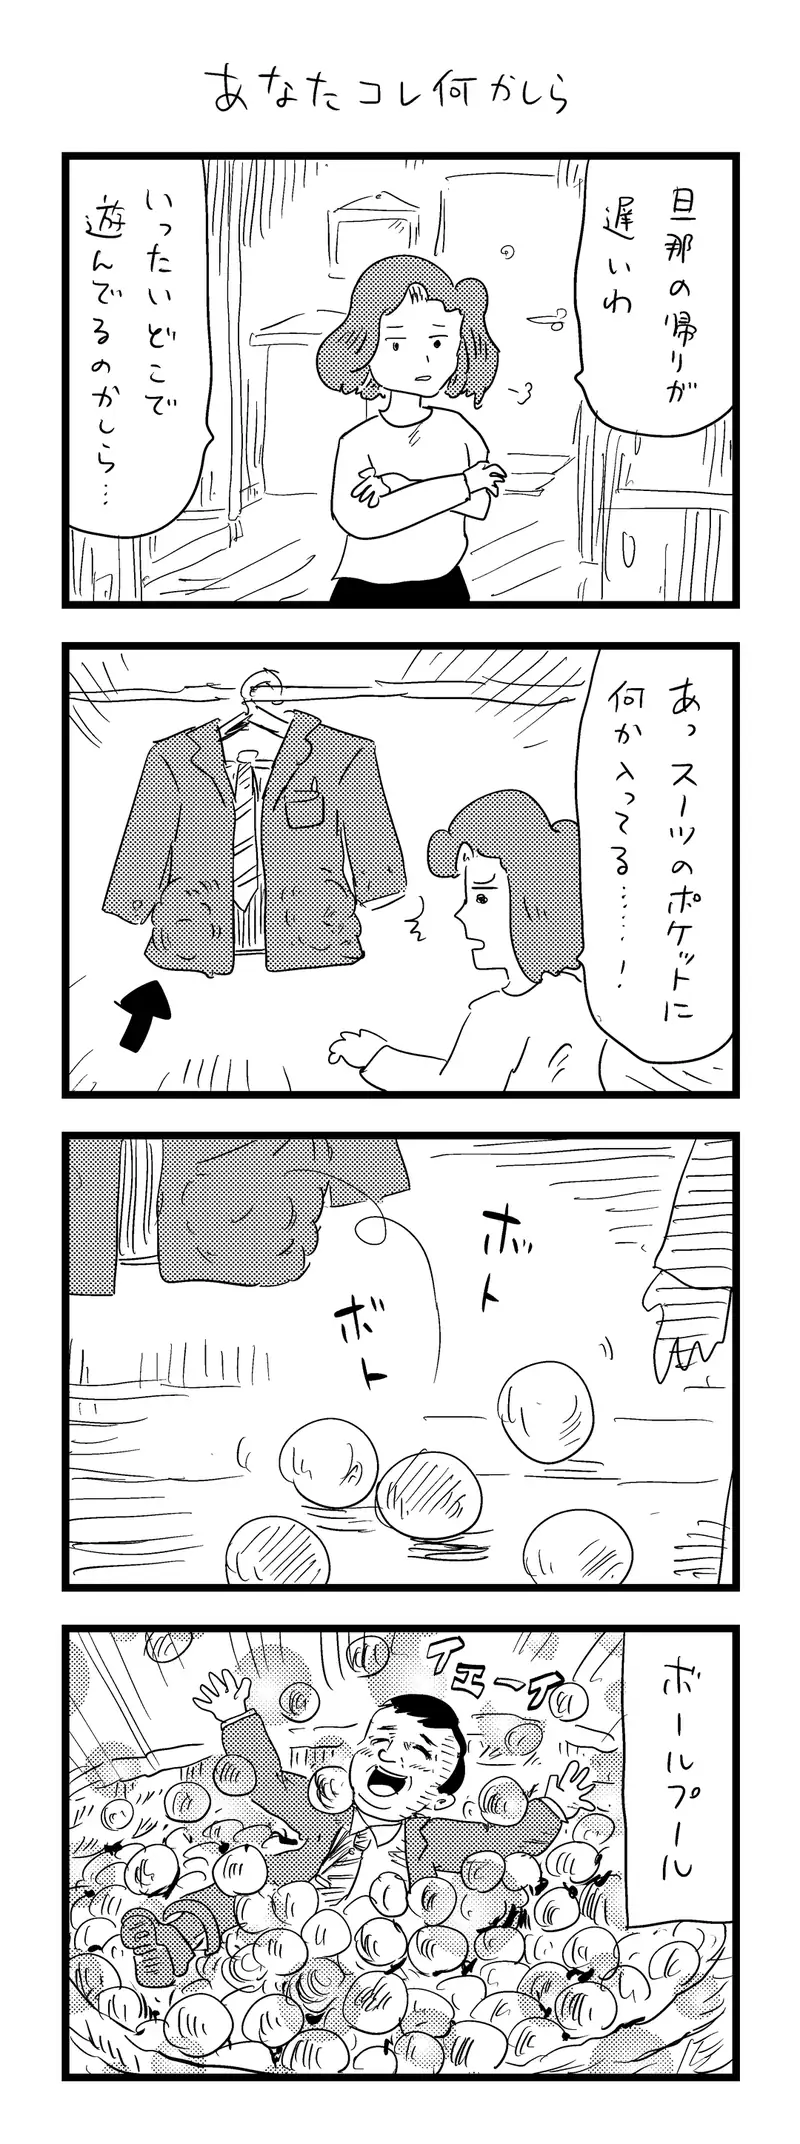 あなたコレ何かしら
旦那の帰りが
遅いわ
いったいどこで
遊んでるのかしら…
あっスーツのポケットに
何か入ってる……！
ボト
ボト
ボールプール
イエーイ